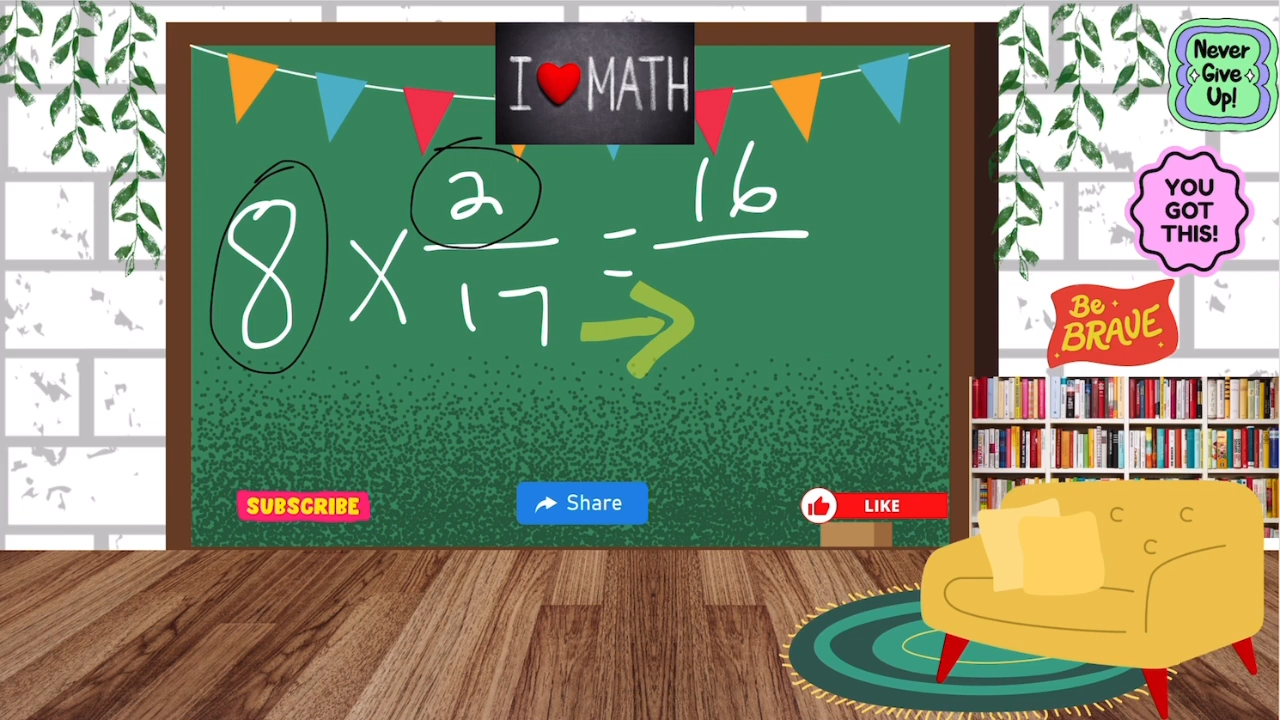 I ❤ MATH
Never
Give
Up!
YOU
GOT
THIS!
Be
BRAVE
8 × 2/17 = 16/
SUBSCRIBE
Share
LIKE